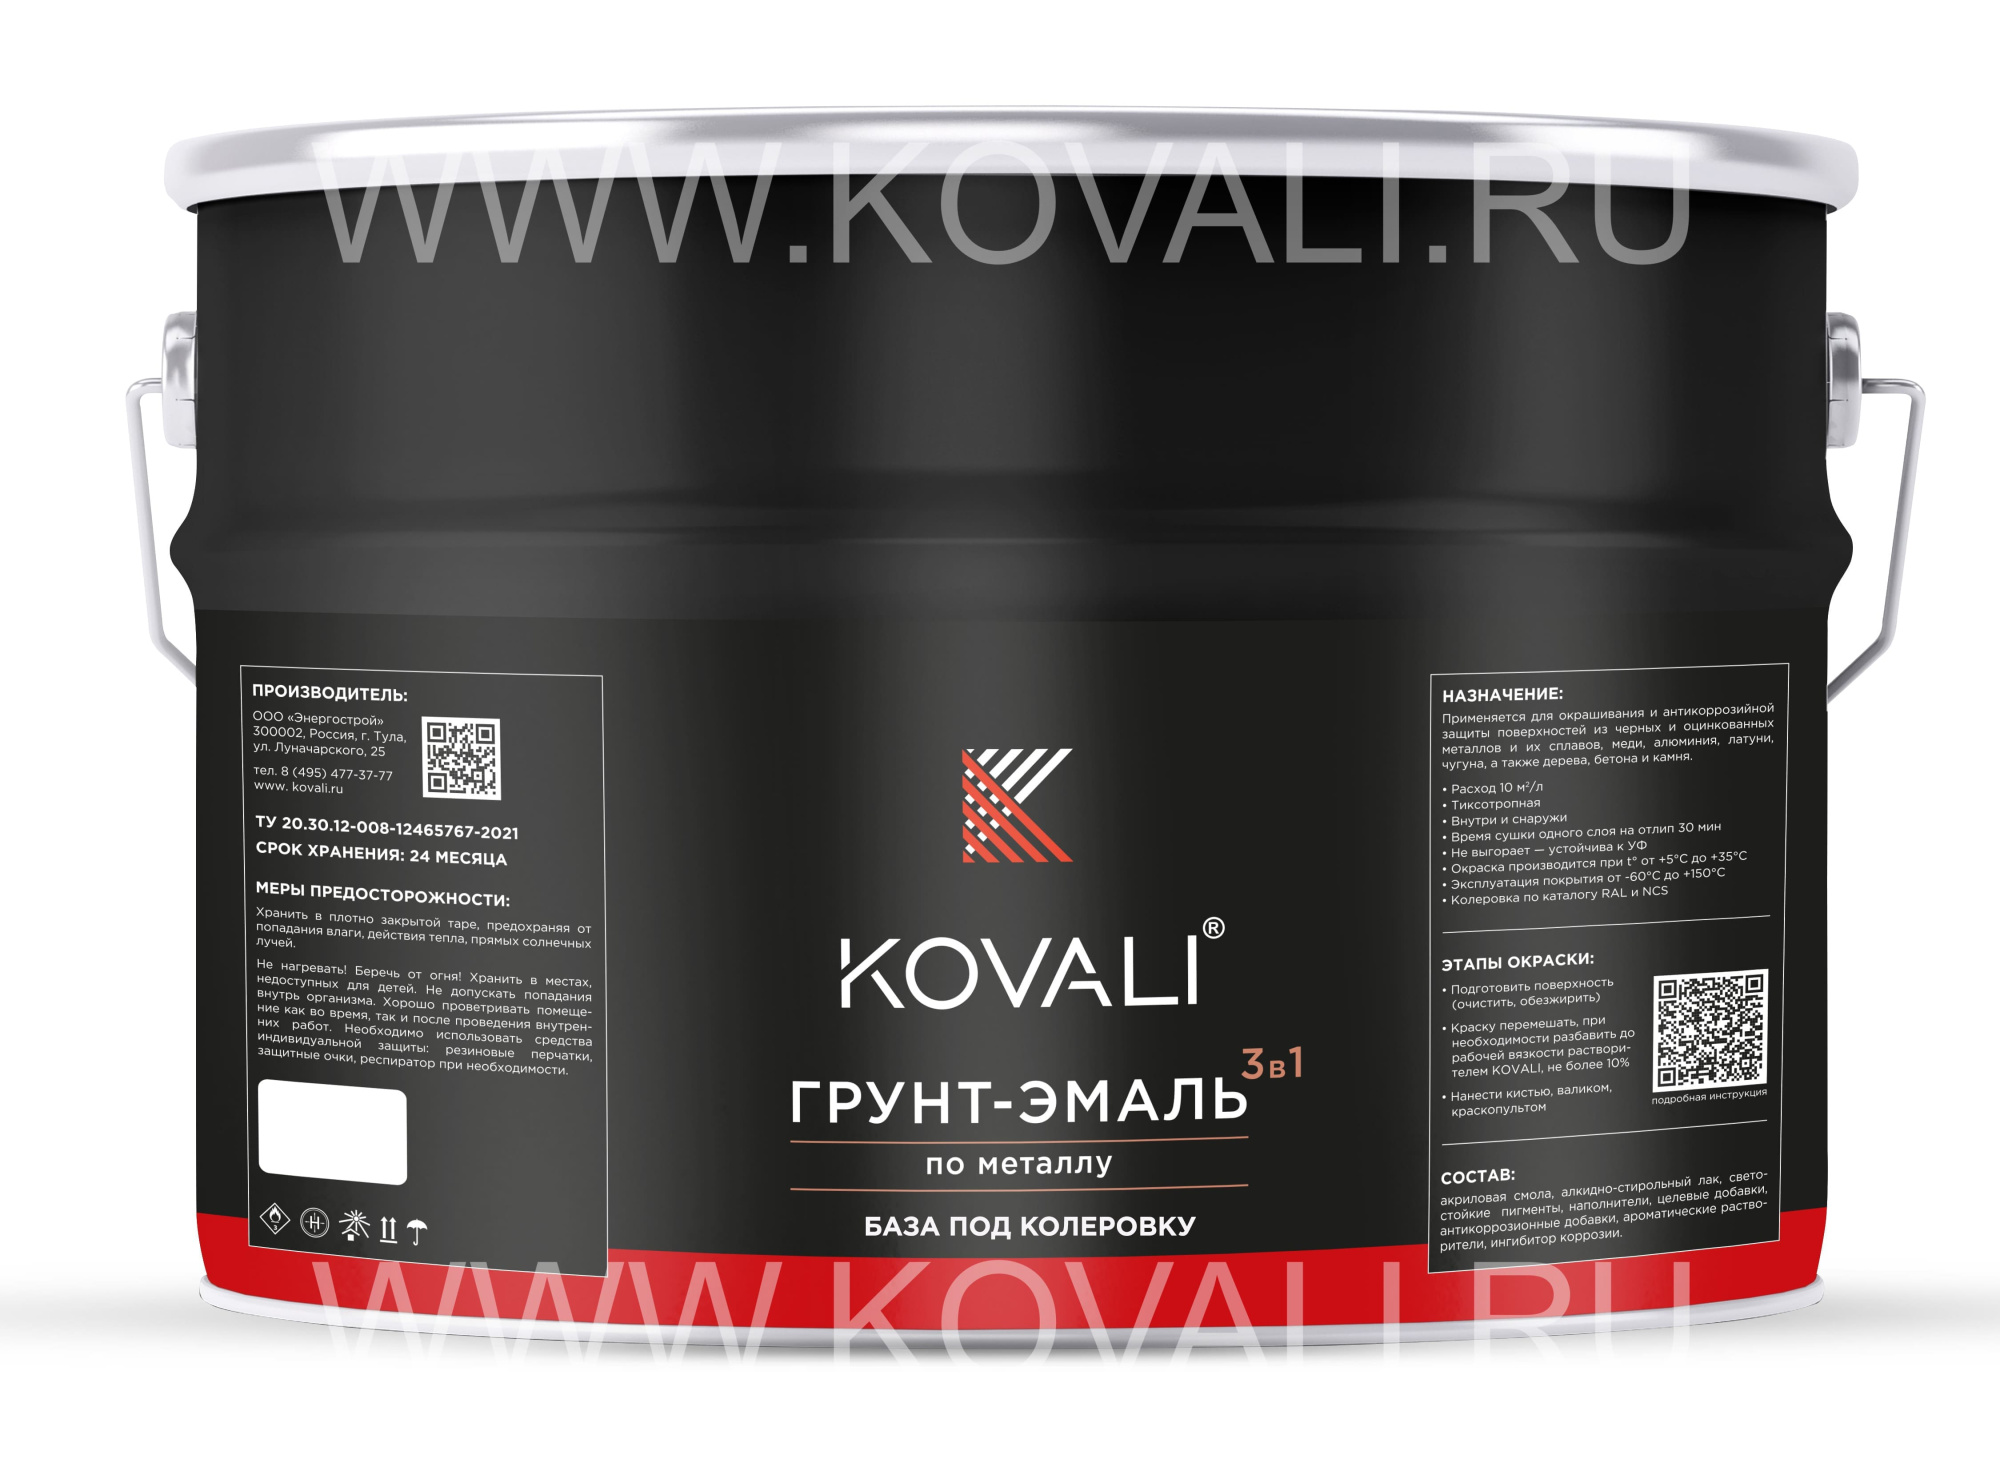 WWW.KOVALI.RU
ПРОИЗВОДИТЕЛЬ:
ООО «Энергострой»
300002, Россия, г. Тула,
ул. Луначарского, 25
тел. 8 (495) 477-37-77
www. kovali.ru
ТУ 20.30.12-008-12465767-2021
СРОК ХРАНЕНИЯ: 24 МЕСЯЦА
МЕРЫ ПРЕДОСТОРОЖНОСТИ:
Хранить в плотно закрытой таре, предохраняя от
попадания влаги, действия тепла, прямых солнечных
лучей.
Не нагревать! Беречь от огня! Хранить в местах,
недоступных для детей. Не допускать попадания
внутрь организма. Хорошо проветривать помеще-
ние как во время, так и после проведения внутрен-
них работ. Необходимо использовать средства
индивидуальной защиты: резиновые перчатки,
защитные очки, респиратор при необходимости.
3
Н
KOVALI®
ГРУНТ-ЭМАЛЬ 3в1
по металлу
БАЗА ПОД КОЛЕРОВКУ
НАЗНАЧЕНИЕ:
Применяется для окрашивания и антикоррозийной
защиты поверхностей из черных и оцинкованных
металлов и их сплавов, меди, алюминия, латуни,
чугуна, а также дерева, бетона и камня.
• Расход 10 м²/л
• Тиксотропная
• Внутри и снаружи
• Время сушки одного слоя на отлип 30 мин
• Не выгорает — устойчива к УФ
• Окраска производится при t° от +5°С до +35°С
• Эксплуатация покрытия от -60°С до +150°С
• Колеровка по каталогу RAL и NCS
ЭТАПЫ ОКРАСКИ:
• Подготовить поверхность
(очистить, обезжирить)
• Краску перемешать, при
необходимости разбавить до
рабочей вязкости раствори-
телем KOVALI, не более 10%
• Нанести кистью, валиком,
краскопультом
подробная инструкция
СОСТАВ:
акриловая смола, алкидно-стирольный лак, свето-
стойкие пигменты, наполнители, целевые добавки,
антикоррозионные добавки, ароматические раство-
рители, ингибитор коррозии.
WWW.KOVALI.RU